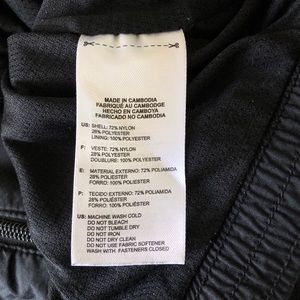 MADE IN CAMBODIA
FABRIQUÉ AU CAMBODGE
HECHO EN CAMBOYA
FABRICADO NO CAMBODJA
US: SHELL: 72% NYLON
28% POLYESTER
LINING: 100% POLYESTER
F: VESTE: 72% NYLON
28% POLYESTER
DOUBLURE: 100% POLYESTER
E: MATERIAL EXTERNO: 72% POLIAMIDA
28% POLIÉSTER
FORRO: 100% POLIÉSTER
P: TECIDO EXTERNO: 72% POLIAMIDA
28% POLIÉSTER
FORRO: 100% POLIÉSTER
US: MACHINE WASH COLD
DO NOT BLEACH
DO NOT TUMBLE DRY
DO NOT IRON
DO NOT DRY CLEAN
DO NOT USE FABRIC SOFTENER
WASH WITH FASTENERS CLOSED